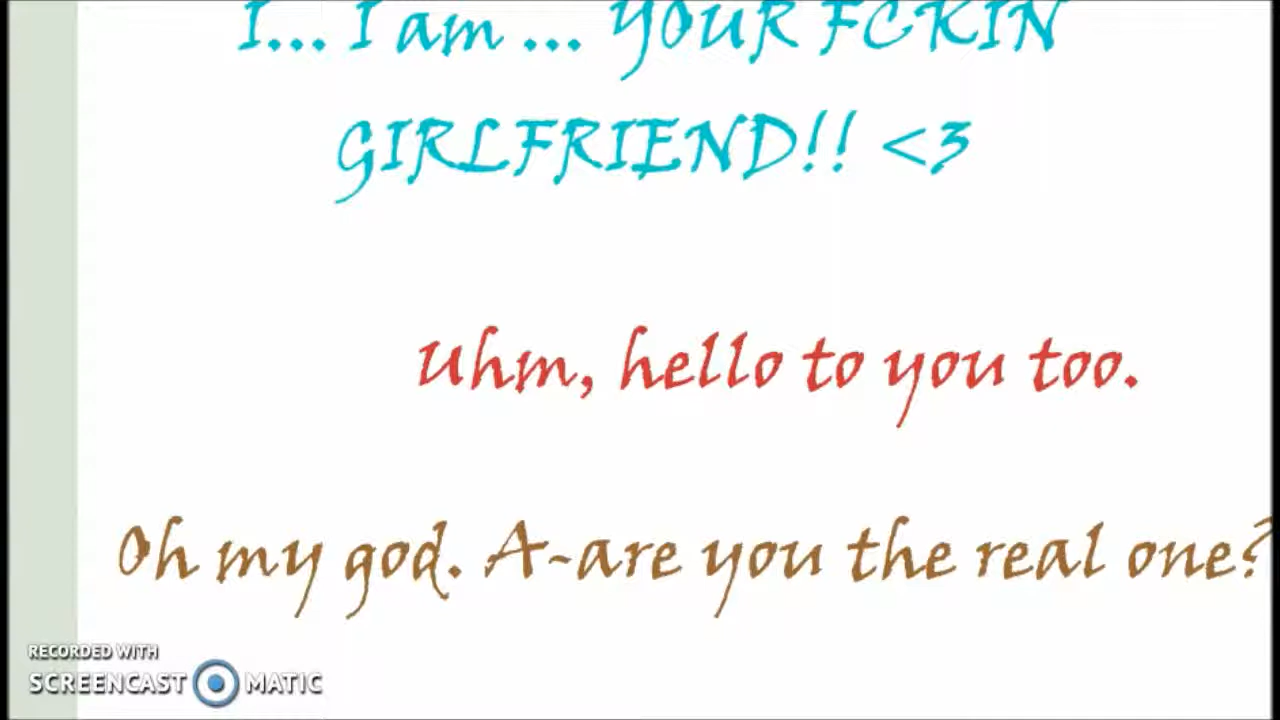 I... I am ... YOUR FCKIN
GIRLFRIEND!! <3
Uhm, hello to you too.
Oh my god. A-are you the real one?
RECORDED WITH
SCREENCAST MATIC